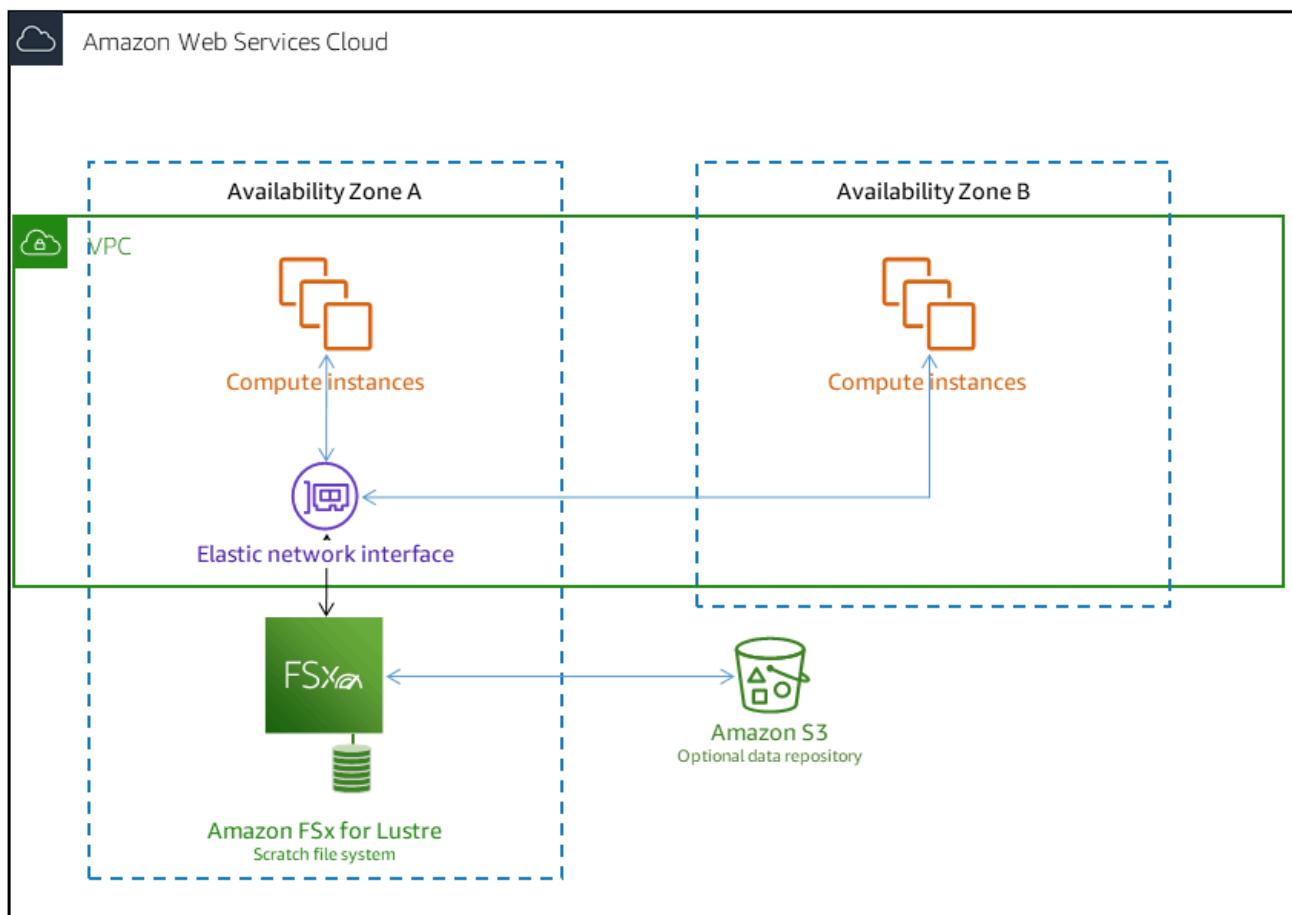 Amazon Web Services Cloud
Availability Zone A
Availability Zone B
VPC
Compute instances
Compute instances
Elastic network interface
FSx
Amazon S3
Optional data repository
Amazon FSx for Lustre
Scratch file system